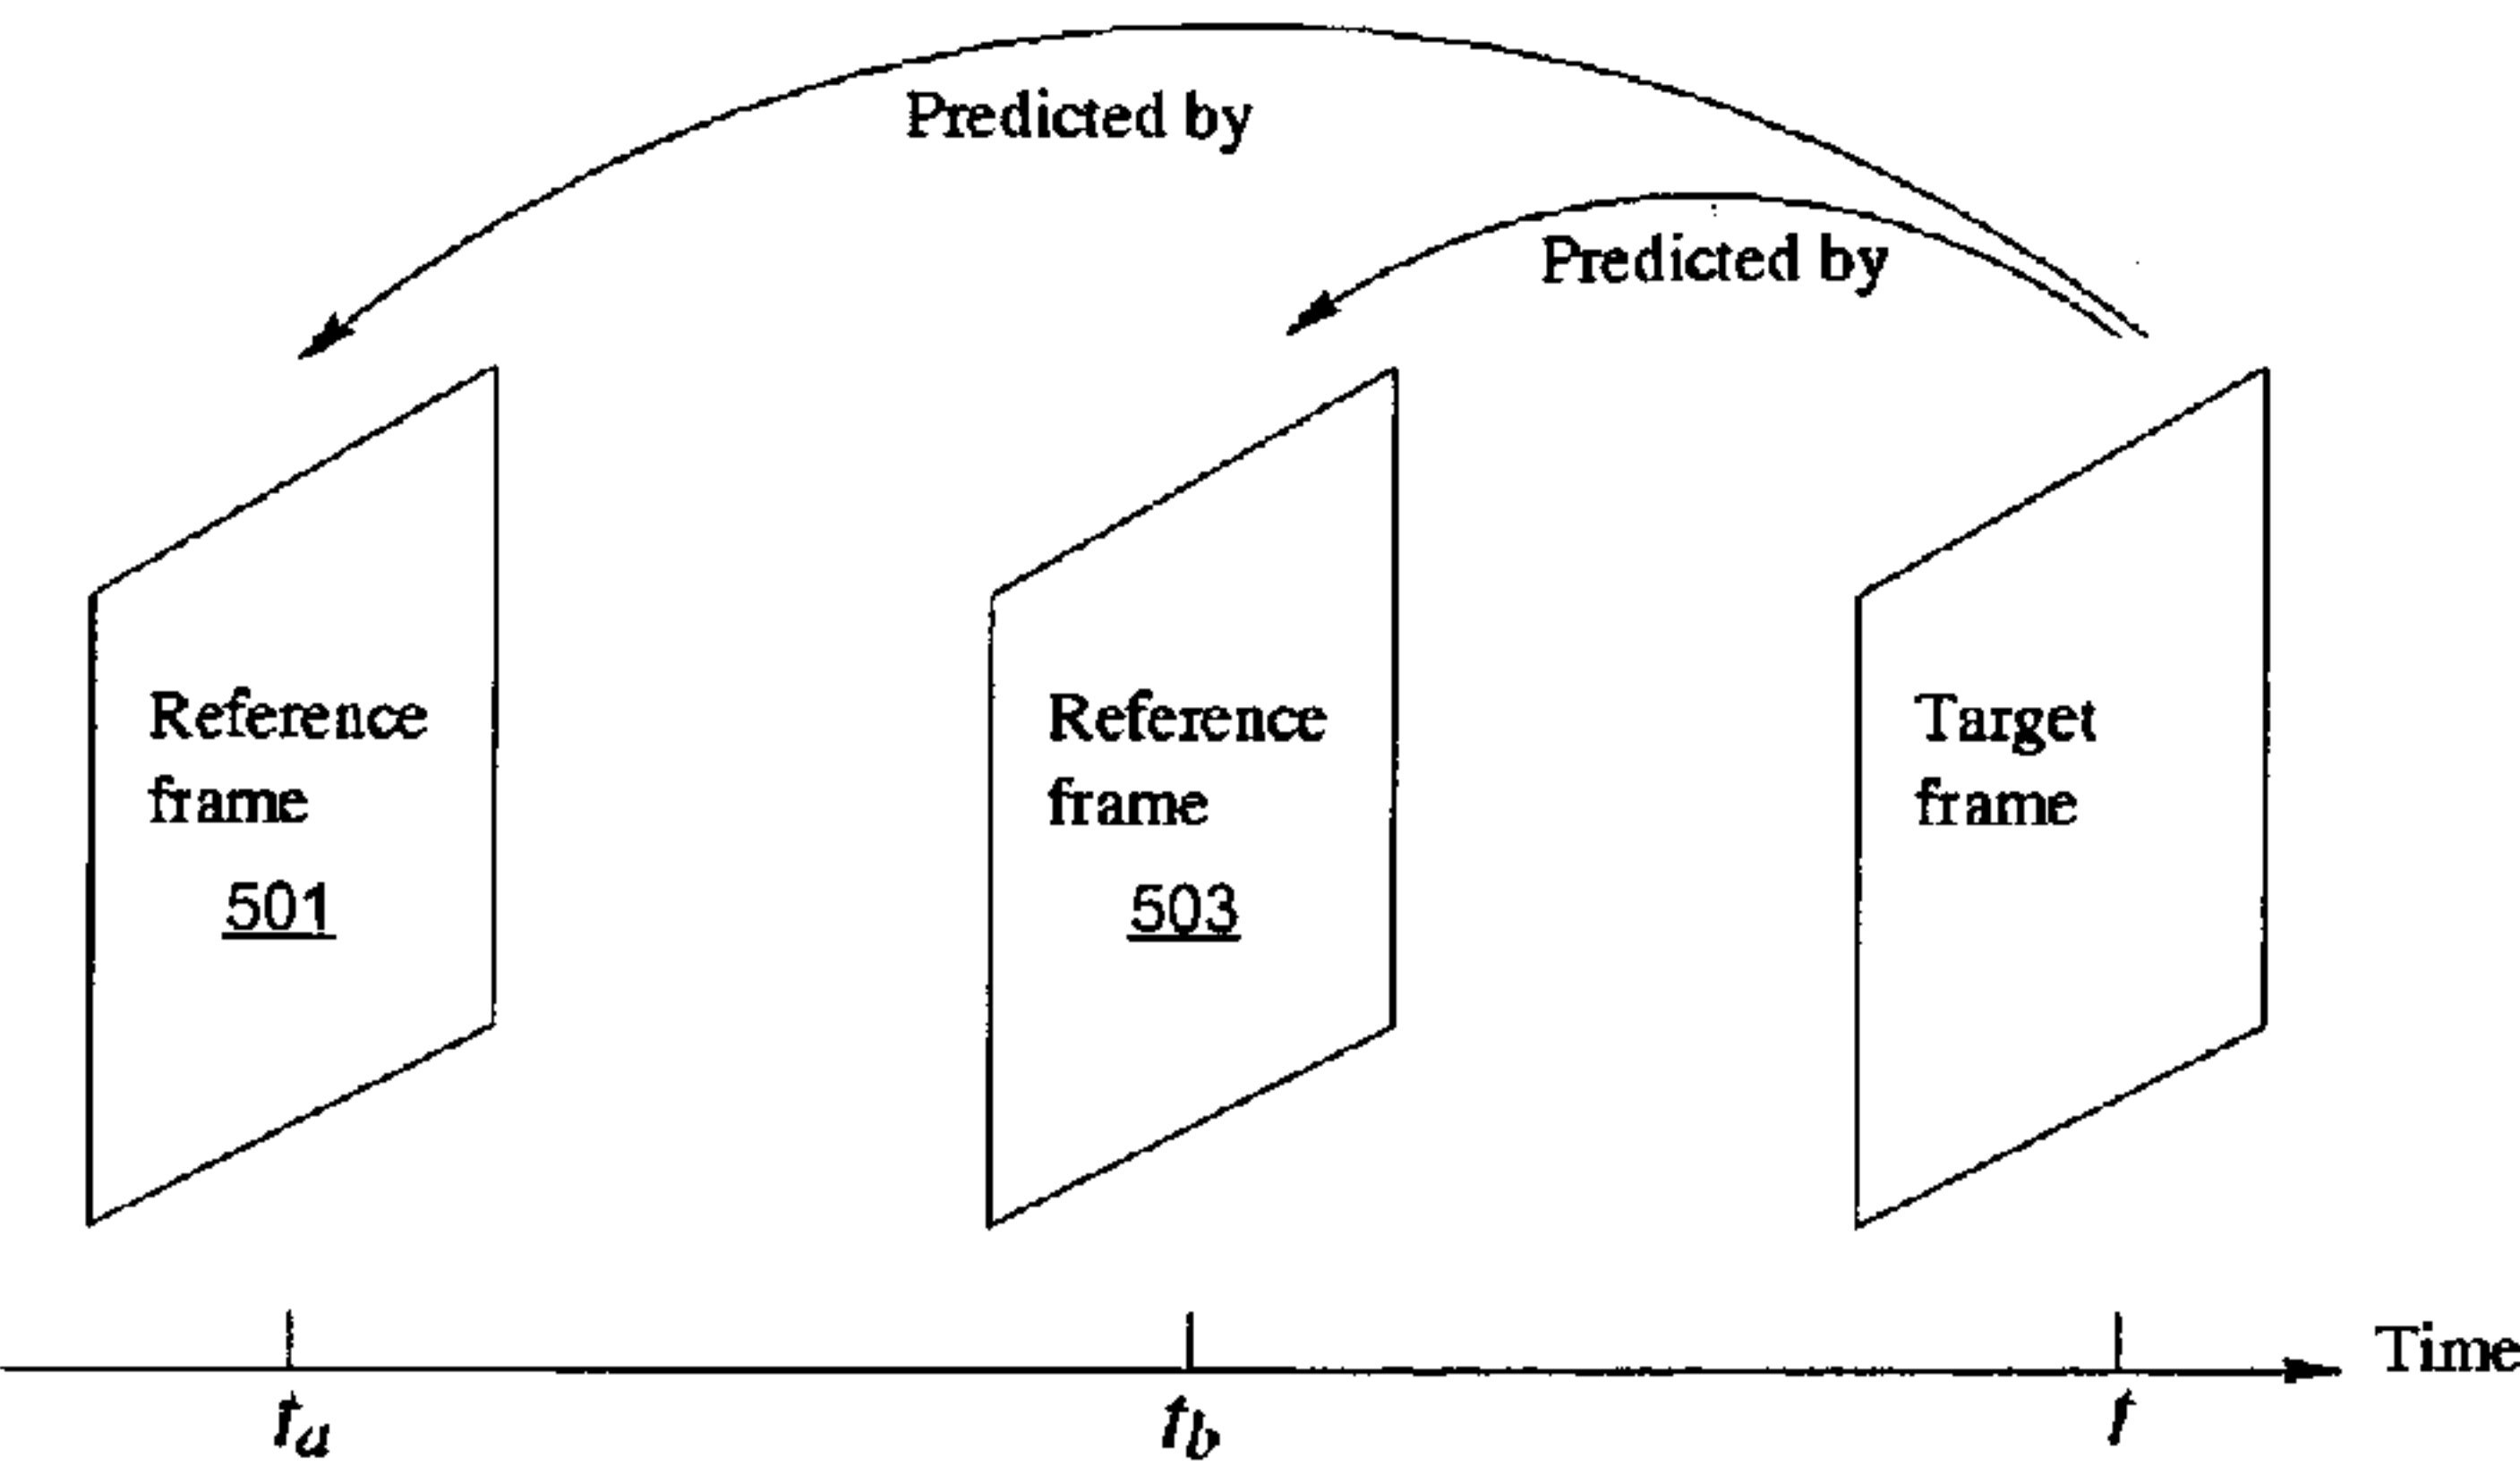 Predicted by
Predicted by
Reference
frame
501
Reference
frame
503
Target
frame
Time
ta
tb
t